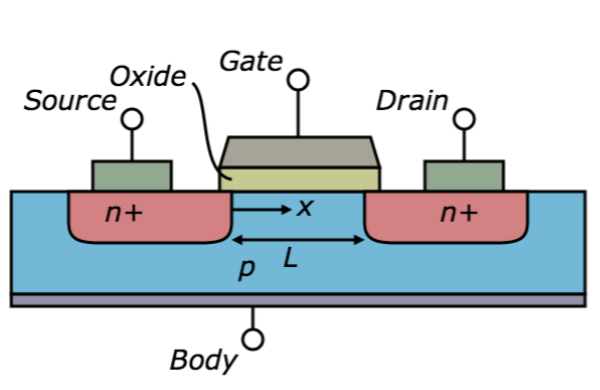 Gate
Oxide
Source
Drain
n+
x
n+
L
p
Body